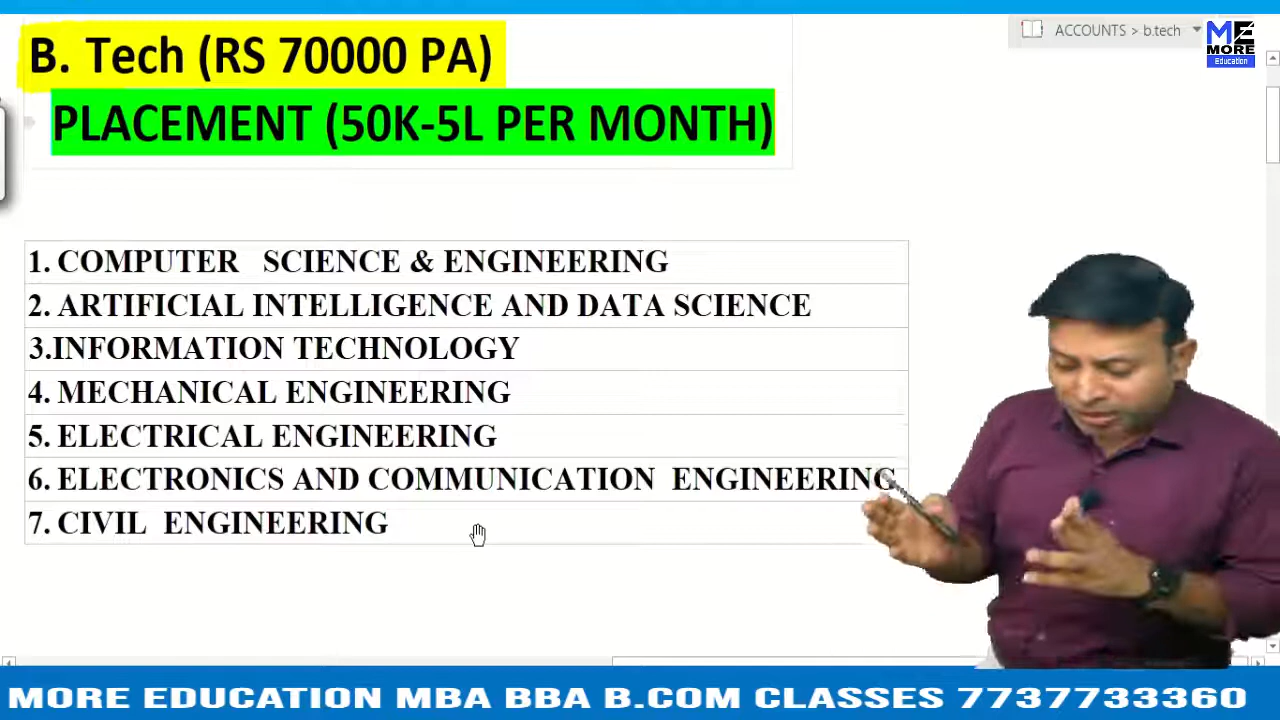 B. Tech (RS 70000 PA)
PLACEMENT (50K-5L PER MONTH)
ACCOUNTS > b.tech
ME
MORE
Education
1. COMPUTER SCIENCE & ENGINEERING
2. ARTIFICIAL INTELLIGENCE AND DATA SCIENCE
3.INFORMATION TECHNOLOGY
4. MECHANICAL ENGINEERING
5. ELECTRICAL ENGINEERING
6. ELECTRONICS AND COMMUNICATION ENGINEERING
7. CIVIL ENGINEERING
MORE EDUCATION MBA BBA B.COM CLASSES 7737733360